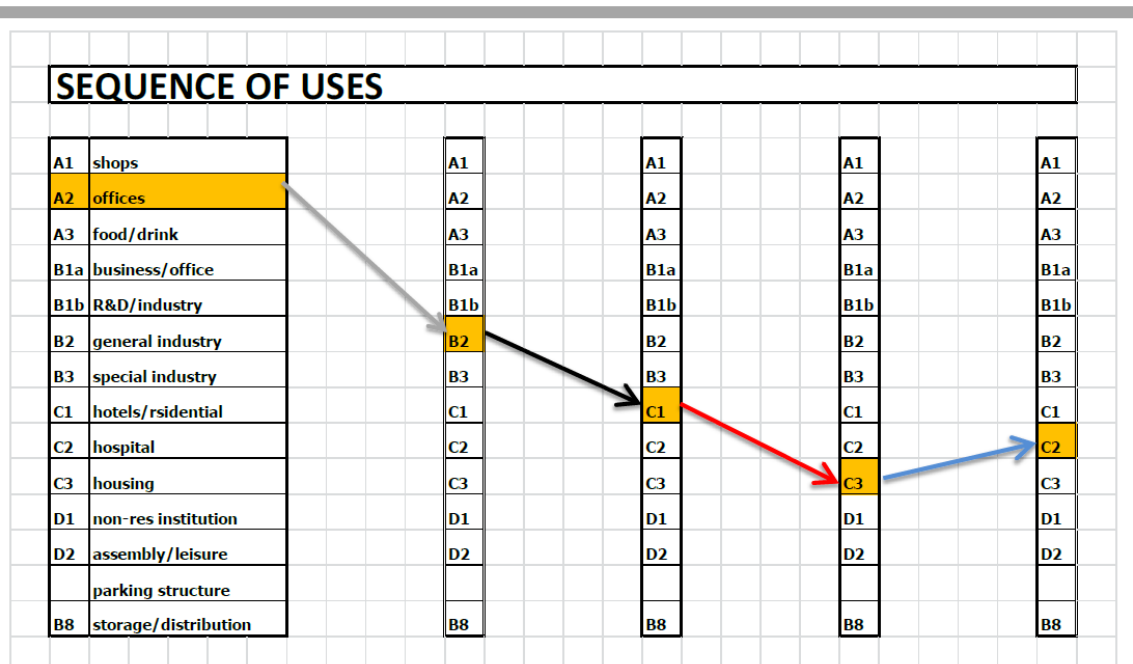 SEQUENCE OF USES
A1 shops A1 A1 A1 A1
A2 offices A2 A2 A2 A2
A3 food/drink A3 A3 A3 A3
B1a business/office B1a B1a B1a B1a
B1b R&D/industry B1b B1b B1b B1b
B2 general industry B2 B2 B2 B2
B3 special industry B3 B3 B3 B3
C1 hotels/rsidential C1 C1 C1 C1
C2 hospital C2 C2 C2 C2
C3 housing C3 C3 C3 C3
D1 non-res institution D1 D1 D1 D1
D2 assembly/leisure D2 D2 D2 D2
parking structure
B8 storage/distribution B8 B8 B8 B8